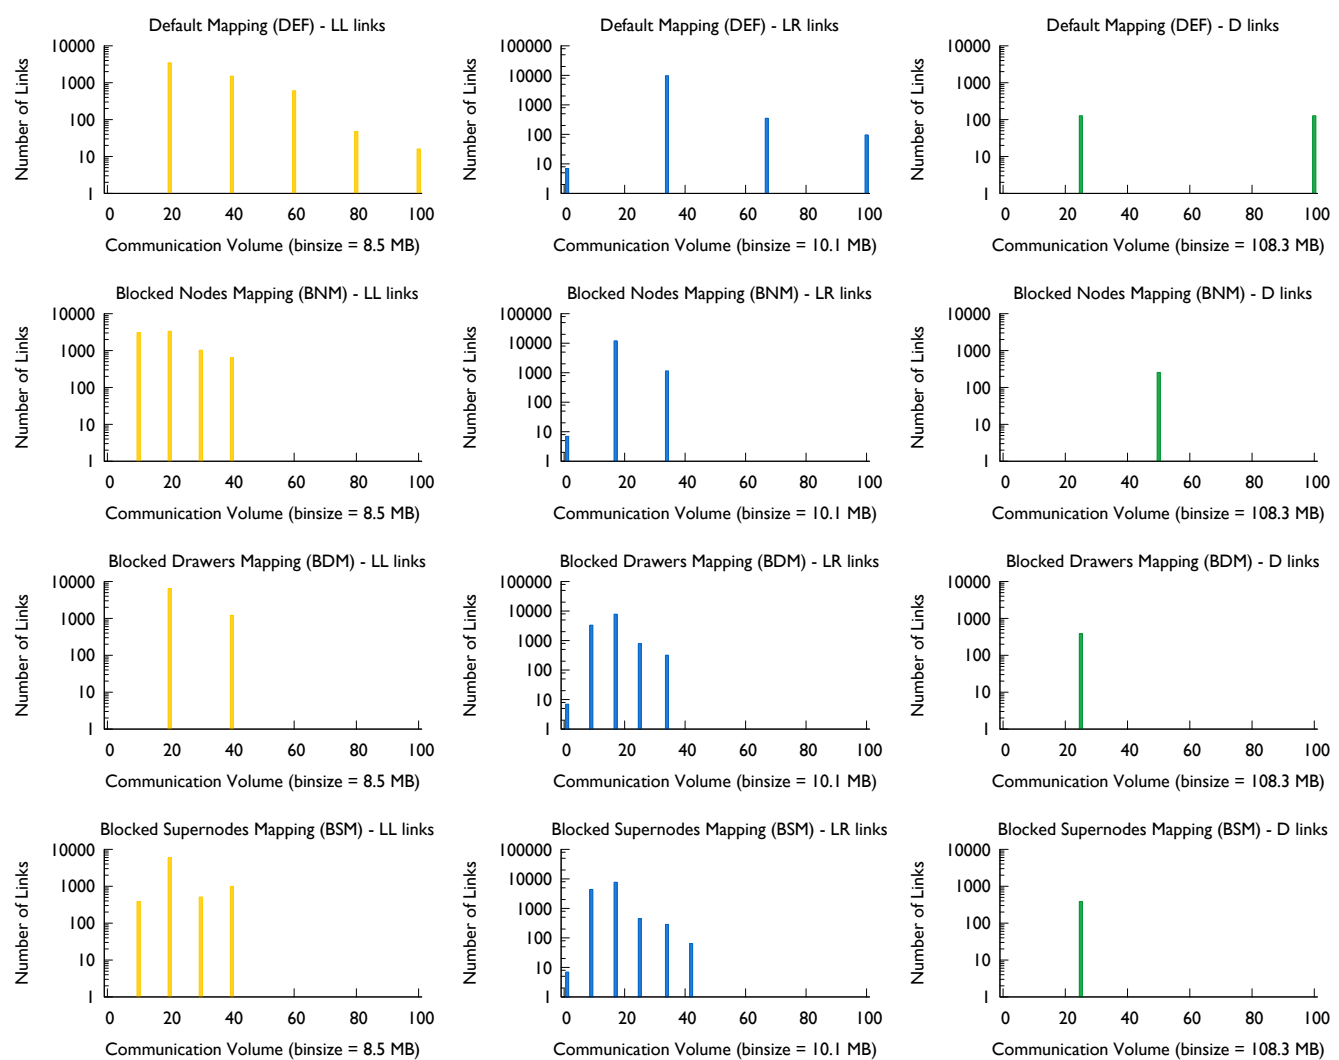 Default Mapping (DEF) - LL links
Number of Links
10000
1000
100
10
1
0 20 40 60 80 100
Communication Volume (binsize = 8.5 MB)
Default Mapping (DEF) - LR links
Number of Links
100000
10000
1000
100
10
1
0 20 40 60 80 100
Communication Volume (binsize = 10.1 MB)
Default Mapping (DEF) - D links
Number of Links
10000
1000
100
10
1
0 20 40 60 80 100
Communication Volume (binsize = 108.3 MB)
Blocked Nodes Mapping (BNM) - LL links
Number of Links
10000
1000
100
10
1
0 20 40 60 80 100
Communication Volume (binsize = 8.5 MB)
Blocked Nodes Mapping (BNM) - LR links
Number of Links
100000
10000
1000
100
10
1
0 20 40 60 80 100
Communication Volume (binsize = 10.1 MB)
Blocked Nodes Mapping (BNM) - D links
Number of Links
10000
1000
100
10
1
0 20 40 60 80 100
Communication Volume (binsize = 108.3 MB)
Blocked Drawers Mapping (BDM) - LL links
Number of Links
10000
1000
100
10
1
0 20 40 60 80 100
Communication Volume (binsize = 8.5 MB)
Blocked Drawers Mapping (BDM) - LR links
Number of Links
100000
10000
1000
100
10
1
0 20 40 60 80 100
Communication Volume (binsize = 10.1 MB)
Blocked Drawers Mapping (BDM) - D links
Number of Links
10000
1000
100
10
1
0 20 40 60 80 100
Communication Volume (binsize = 108.3 MB)
Blocked Supernodes Mapping (BSM) - LL links
Number of Links
10000
1000
100
10
1
0 20 40 60 80 100
Communication Volume (binsize = 8.5 MB)
Blocked Supernodes Mapping (BSM) - LR links
Number of Links
100000
10000
1000
100
10
1
0 20 40 60 80 100
Communication Volume (binsize = 10.1 MB)
Blocked Supernodes Mapping (BSM) - D links
Number of Links
10000
1000
100
10
1
0 20 40 60 80 100
Communication Volume (binsize = 108.3 MB)